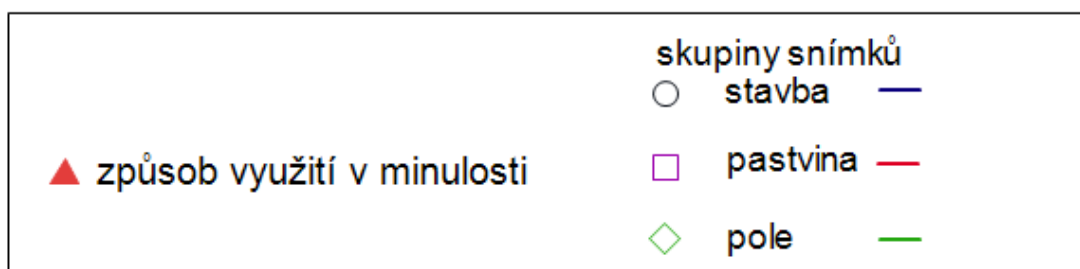 skupiny snímků
stavba
způsob využití v minulosti
pastvina
pole